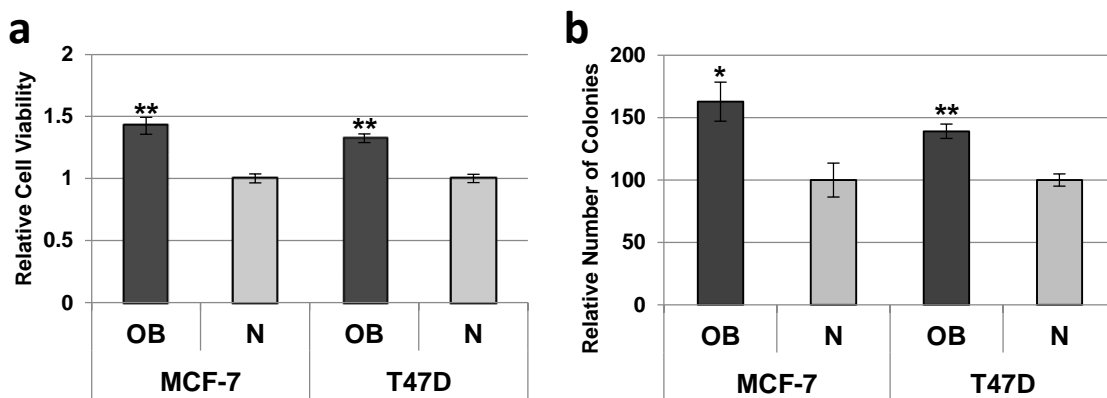 a
Relative Cell Viability
2
1.5
1
0.5
0
**
**
OB N OB N
MCF-7 T47D
b
Relative Number of Colonies
200
150
100
50
0
*
**
OB N OB N
MCF-7 T47D